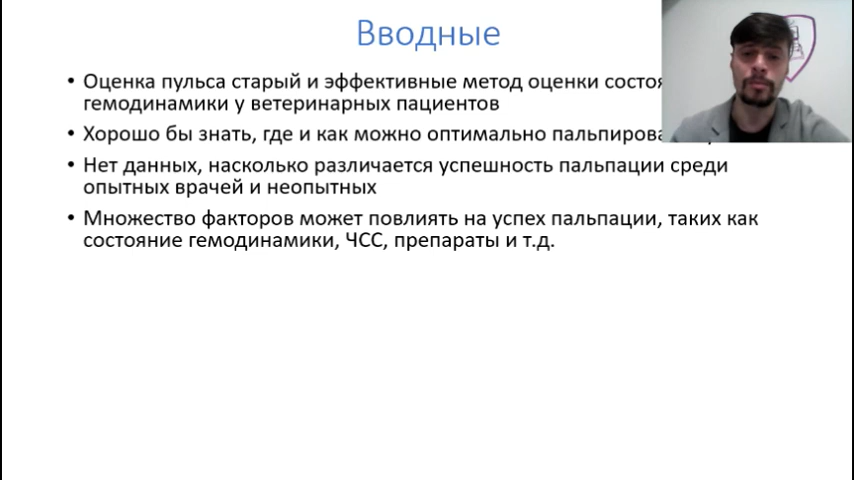 Вводные
• Оценка пульса старый и эффективные метод оценки
гемодинамики у ветеринарных пациентов
• Хорошо бы знать, где и как можно оптимально
• Нет данных, насколько различается успешность пальпации среди
опытных врачей и неопытных
• Множество факторов может повлиять на успех пальпации, таких как
состояние гемодинамики, ЧСС, препараты и т.д.